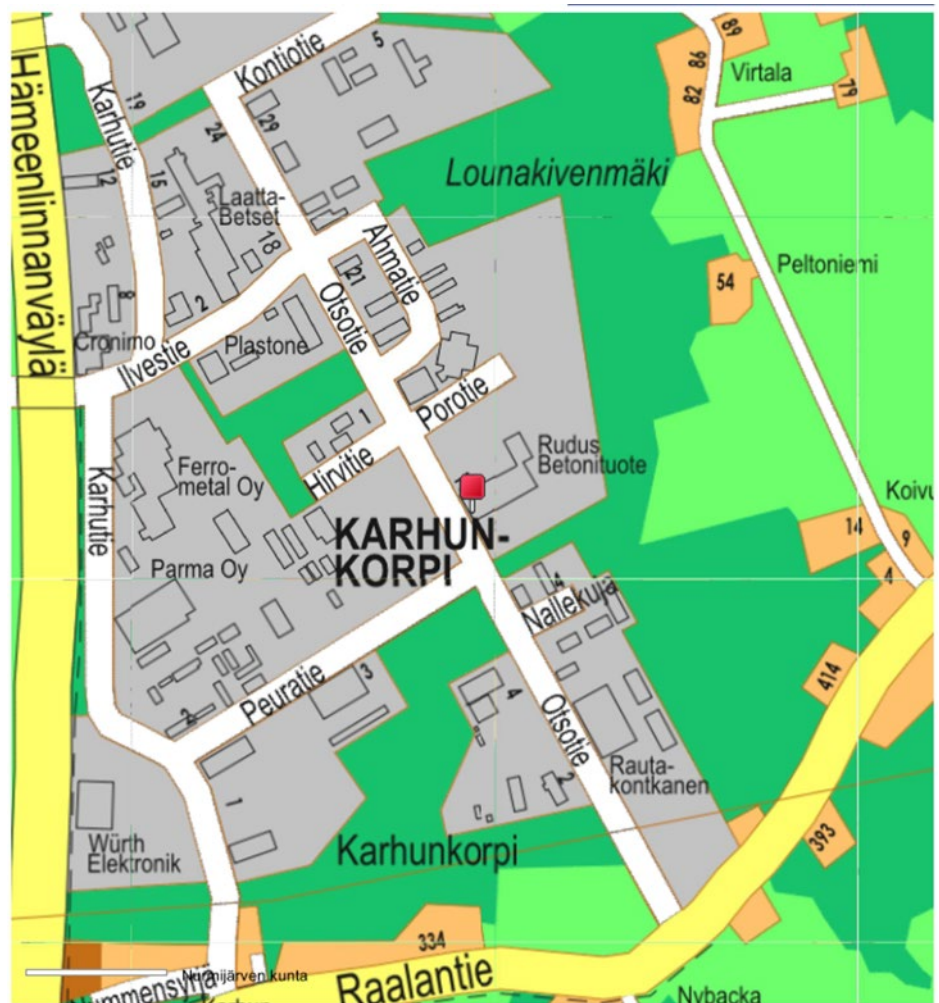 Kontiotie
5
89
86
Virtala
82
79
Hämeenlinnanväylä
Karhutie
19
24
29
Lounakivenmäki
12
15
Laatta-
Betset
18
Ahmatie
21
Peltoniemi
54
8
2
Otsotie
Cronimo
Ilvestie
Plastone
Porotie
1
Hirvitie
Rudus
Betonituote
Ferro-
metal Oy
Karhutie
KARHUN-
KORPI
Koivu
14
9
4
Parma Oy
4
Nallekuja
Peuratie
3
4
414
2
Otsotie
Rauta-
kontkanen
2
1
393
Würth
Elektronik
Karhunkorpi
334
Nurmijärven kunta
Raalantie
Nummensyrjä
Nybacka